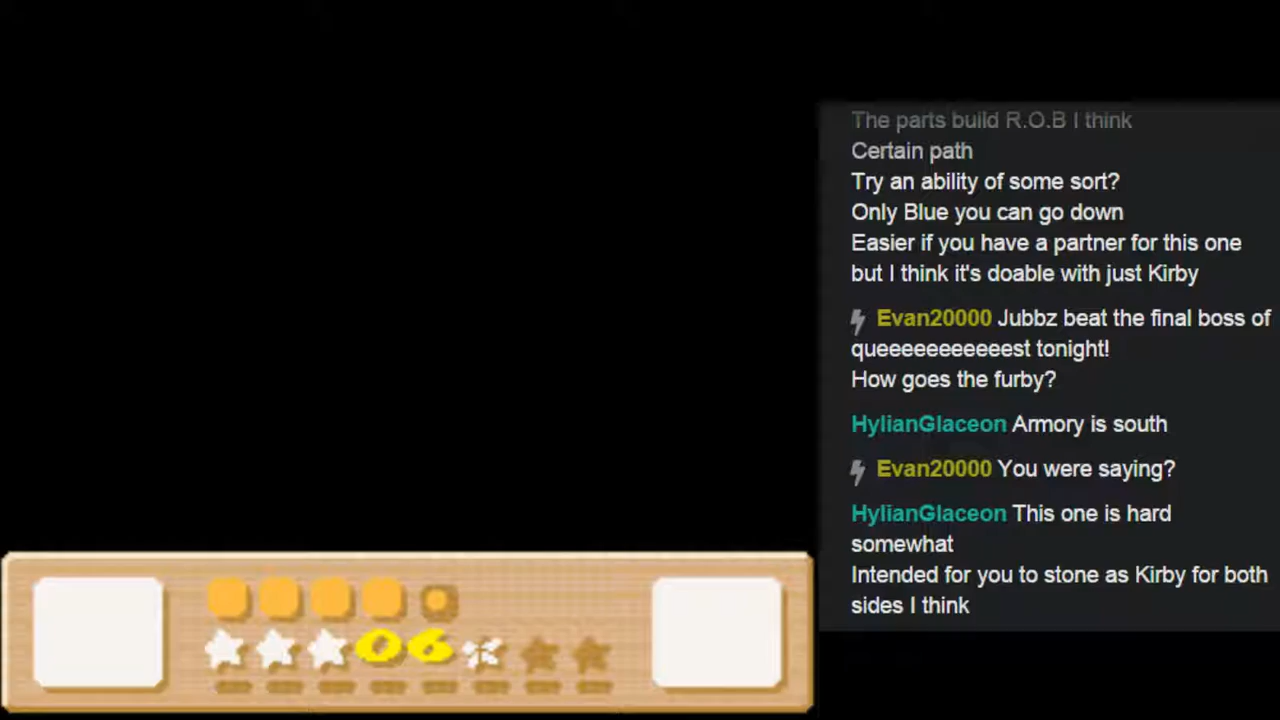 The parts build R.O.B I think
Certain path
Try an ability of some sort?
Only Blue you can go down
Easier if you have a partner for this one
but I think it's doable with just Kirby
Evan20000 Jubbz beat the final boss of
queeeeeeeeeeest tonight!
How goes the furby?
HylianGlaceon Armory is south
Evan20000 You were saying?
HylianGlaceon This one is hard
somewhat
Intended for you to stone as Kirby for both
sides I think
06